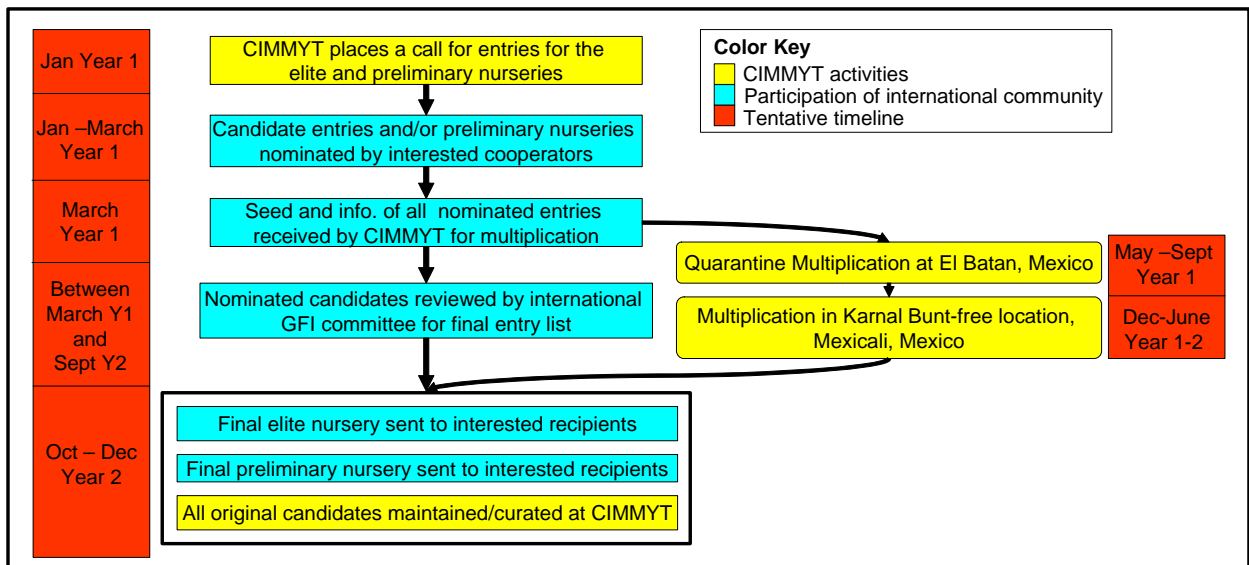 Jan Year 1
CIMMYT places a call for entries for the
elite and preliminary nurseries
Color Key
CIMMYT activities
Participation of international community
Tentative timeline
Jan –March
Year 1
Candidate entries and/or preliminary nurseries
nominated by interested cooperators
March
Year 1
Seed and info. of all nominated entries
received by CIMMYT for multiplication
Quarantine Multiplication at El Batan, Mexico
May –Sept
Year 1
Between
March Y1
and
Sept Y2
Nominated candidates reviewed by international
GFI committee for final entry list
Multiplication in Karnal Bunt-free location,
Mexicali, Mexico
Dec-June
Year 1-2
Oct – Dec
Year 2
Final elite nursery sent to interested recipients
Final preliminary nursery sent to interested recipients
All original candidates maintained/curated at CIMMYT